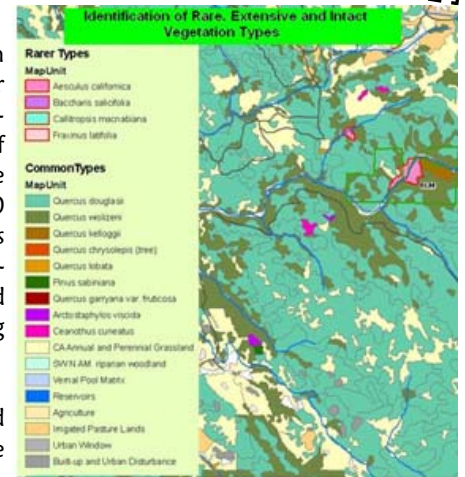 Identification of Rare, Extensive and Intact
Vegetation Types
Rarer Types
MapUnit
Aesculus californica
Baccharis salicifolia
Callitropsis macnabiana
Fraxinus latifolia
CommonTypes
MapUnit
Quercus douglasii
Quercus wislizeni
Quercus kelloggii
Quercus chrysolepis (tree)
Quercus lobata
Pinus sabiniana
Quercus garryana var. fruticosa
Arctostaphylos viscida
Ceanothus cuneatus
CA Annual and Perennial Grassland
SW N AM. riparian woodland
Vernal Pool Matrix
Reservoirs
Agriculture
Irrigated Pasture Lands
Urban Window
Built-up and Urban Disturbance
BLM